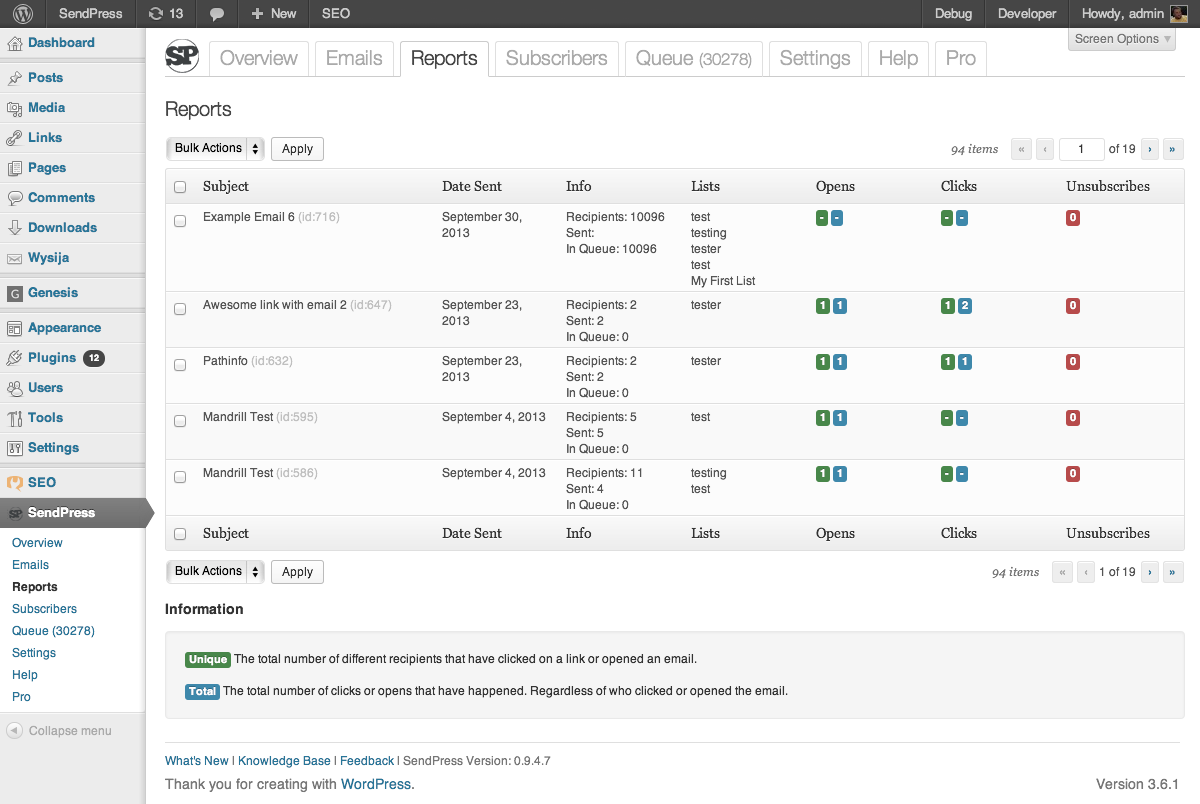 SendPress 13 + New SEO Debug Developer Howdy, admin
Screen Options ▾
Dashboard
Posts
Media
Links
Pages
Comments
Downloads
Wysija
G Genesis
Appearance
Plugins 12
Users
Tools
Settings
SEO
SP SendPress
Overview
Emails
Reports
Subscribers
Queue (30278)
Settings
Help
Pro
Collapse menu
SP Overview Emails Reports Subscribers Queue (30278) Settings Help Pro
Reports
Bulk Actions Apply 94 items « ‹ 1 of 19 › »
Subject Date Sent Info Lists Opens Clicks Unsubscribes
Example Email 6 (id:716) September 30, Recipients: 10096 test - - - - 0
2013 Sent: testing
In Queue: 10096 tester
test
My First List
Awesome link with email 2 (id:647) September 23, Recipients: 2 tester 1 1 1 2 0
2013 Sent: 2
In Queue: 0
Pathinfo (id:632) September 23, Recipients: 2 tester 1 1 1 1 0
2013 Sent: 2
In Queue: 0
Mandrill Test (id:595) September 4, 2013 Recipients: 5 test 1 1 - - 0
Sent: 5
In Queue: 0
Mandrill Test (id:586) September 4, 2013 Recipients: 11 testing 1 1 - - 0
Sent: 4 test
In Queue: 0
Subject Date Sent Info Lists Opens Clicks Unsubscribes
Bulk Actions Apply 94 items « ‹ 1 of 19 › »
Information
Unique The total number of different recipients that have clicked on a link or opened an email.
Total The total number of clicks or opens that have happened. Regardless of who clicked or opened the email.
What's New | Knowledge Base | Feedback | SendPress Version: 0.9.4.7
Thank you for creating with WordPress. Version 3.6.1